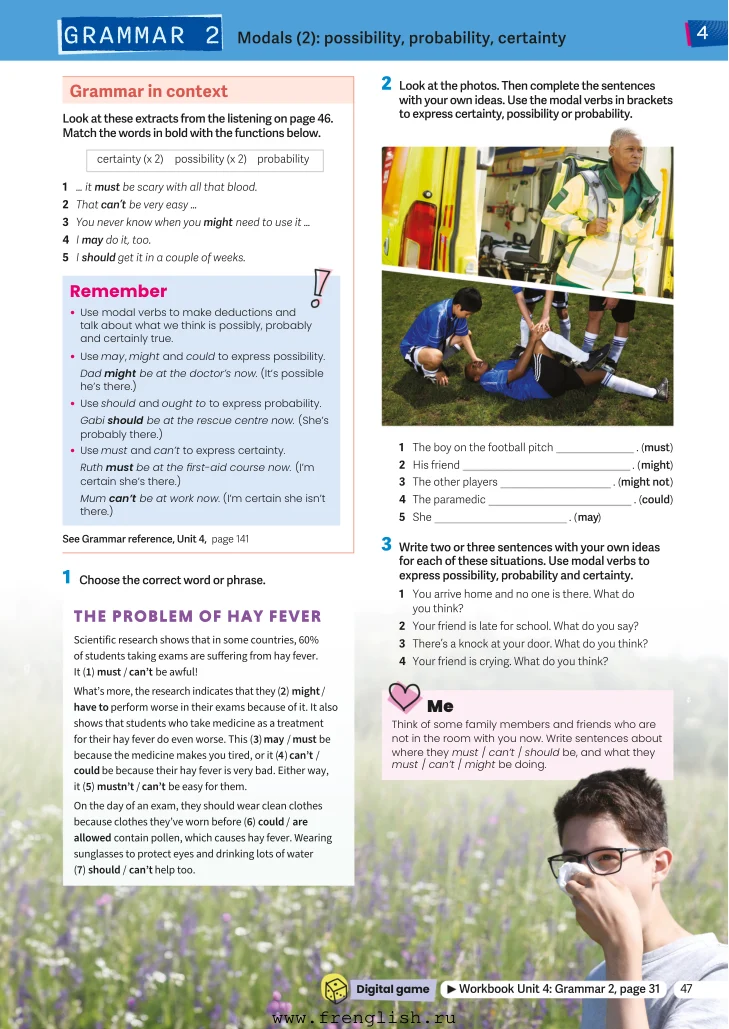 GRAMMAR 2
Modals (2): possibility, probability, certainty
4
Grammar in context
Look at these extracts from the listening on page 46.
Match the words in bold with the functions below.
certainty (x 2) possibility (x 2) probability
1 … it must be scary with all that blood.
2 That can't be very easy …
3 You never know when you might need to use it …
4 I may do it, too.
5 I should get it in a couple of weeks.
Remember
!
• Use modal verbs to make deductions and
talk about what we think is possibly, probably
and certainly true.
• Use may, might and could to express possibility.
Dad might be at the doctor's now. (It's possible
he's there.)
• Use should and ought to to express probability.
Gabi should be at the rescue centre now. (She's
probably there.)
• Use must and can't to express certainty.
Ruth must be at the first-aid course now. (I'm
certain she's there.)
Mum can't be at work now. (I'm certain she isn't
there.)
See Grammar reference, Unit 4, page 141
1 Choose the correct word or phrase.
THE PROBLEM OF HAY FEVER
Scientific research shows that in some countries, 60%
of students taking exams are suffering from hay fever.
It (1) must / can't be awful!
What's more, the research indicates that they (2) might /
have to perform worse in their exams because of it. It also
shows that students who take medicine as a treatment
for their hay fever do even worse. This (3) may / must be
because the medicine makes you tired, or it (4) can't /
could be because their hay fever is very bad. Either way,
it (5) mustn't / can't be easy for them.
On the day of an exam, they should wear clean clothes
because clothes they've worn before (6) could / are
allowed contain pollen, which causes hay fever. Wearing
sunglasses to protect eyes and drinking lots of water
(7) should / can't help too.
2 Look at the photos. Then complete the sentences
with your own ideas. Use the modal verbs in brackets
to express certainty, possibility or probability.
1 The boy on the football pitch ______________ . (must)
2 His friend ______________________________ . (might)
3 The other players ____________________ . (might not)
4 The paramedic __________________________ . (could)
5 She ________________________ . (may)
3 Write two or three sentences with your own ideas
for each of these situations. Use modal verbs to
express possibility, probability and certainty.
1 You arrive home and no one is there. What do
you think?
2 Your friend is late for school. What do you say?
3 There's a knock at your door. What do you think?
4 Your friend is crying. What do you think?
Me
Think of some family members and friends who are
not in the room with you now. Write sentences about
where they must / can't / should be, and what they
must / can't / might be doing.
Digital game
▶ Workbook Unit 4: Grammar 2, page 31
47
www.frenglish.ru